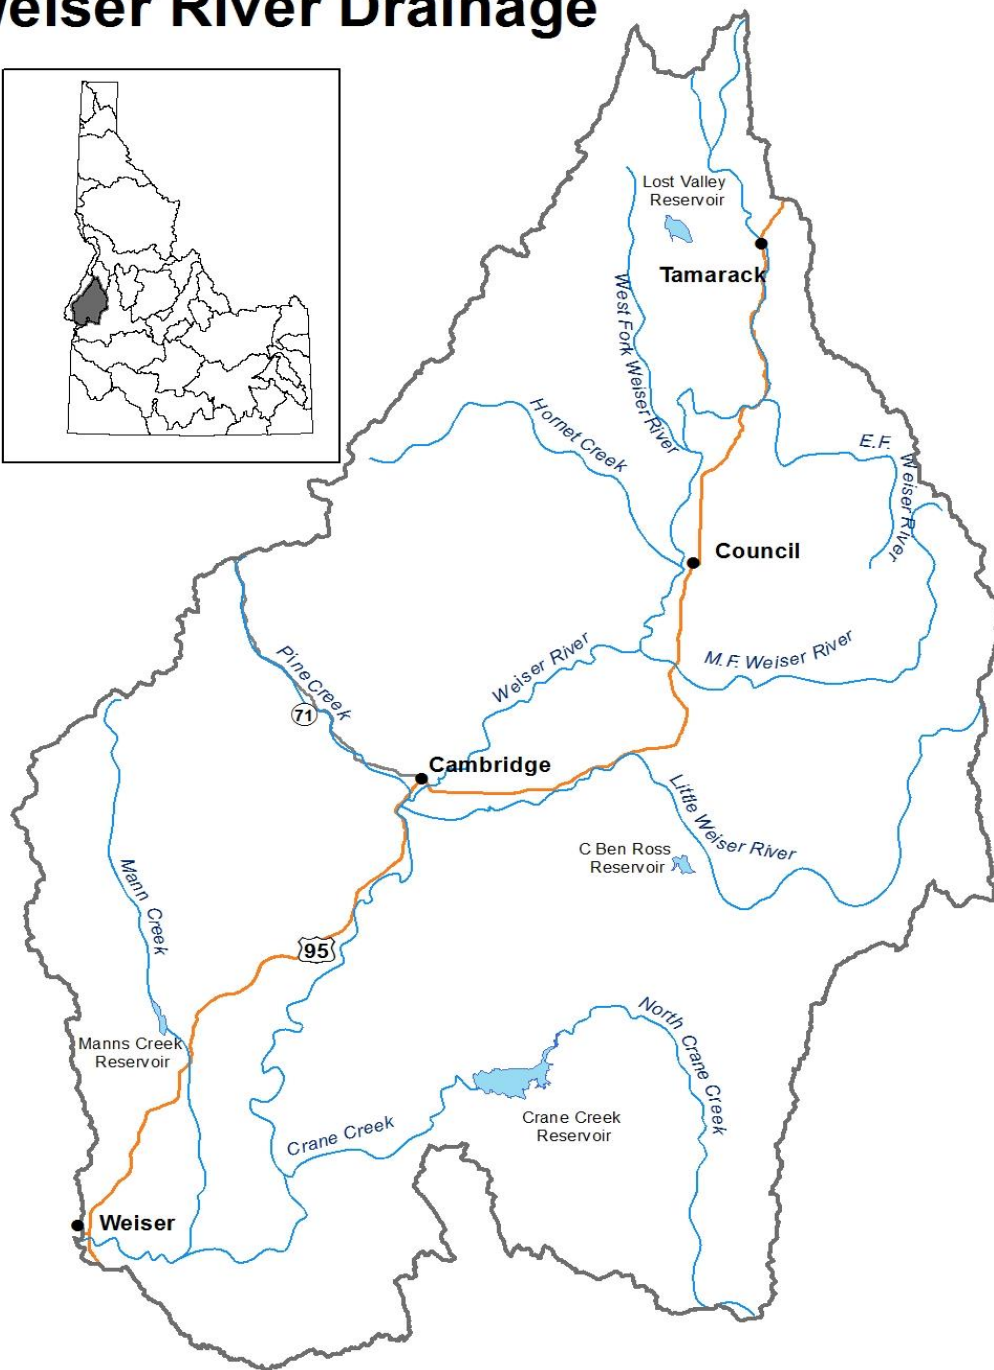 Weiser River Drainage
Lost Valley
Reservoir
Tamarack
West Fork Weiser River
Hornet Creek
E.F. Weiser River
Council
M.F. Weiser River
Weiser River
Pine Creek
71
Cambridge
Little Weiser River
C Ben Ross
Reservoir
Mann Creek
95
North Crane Creek
Manns Creek
Reservoir
Crane Creek
Crane Creek
Reservoir
Weiser